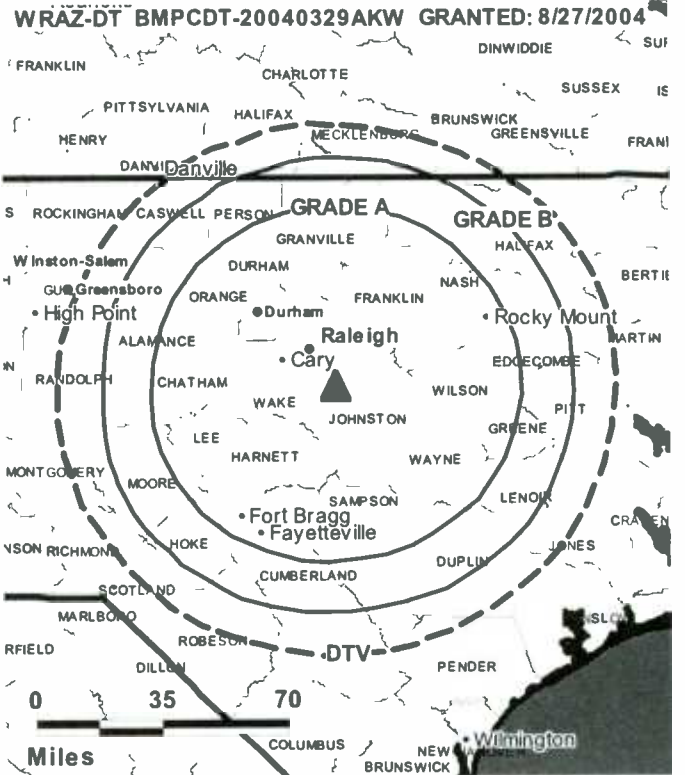 WRAZ-DT BMPCDT-20040329AKW GRANTED: 8/27/2004
DINWIDDIE
FRANKLIN
CHARLOTTE
SUSSEX
PITTSYLVANIA
HALIFAX
BRUNSWICK
HENRY
MECKLENBURG
GREENSVILLE
Danville
ROCKINGHAM CASWELL PERSON
GRADE A
GRADE B
GRANVILLE
HALIFAX
Winston-Salem
DURHAM
Greensboro
ORANGE
FRANKLIN
NASH
High Point
Durham
Rocky Mount
Raleigh
ALAMANCE
Cary
EDGECOMBE
RANDOLPH
CHATHAM
WILSON
WAKE
PITT
JOHNSTON
GREENE
LEE
HARNETT
WAYNE
MONTGOMERY
MOORE
SAMPSON
LENOIR
Fort Bragg
Fayetteville
RICHMOND
HOKE
JONES
DUPLIN
CUMBERLAND
SCOTLAND
MARLBORO
ROBESON
DTV
DILLON
PENDER
0 35 70
Miles
COLUMBUS
Wilmington
NEW
BRUNSWICK